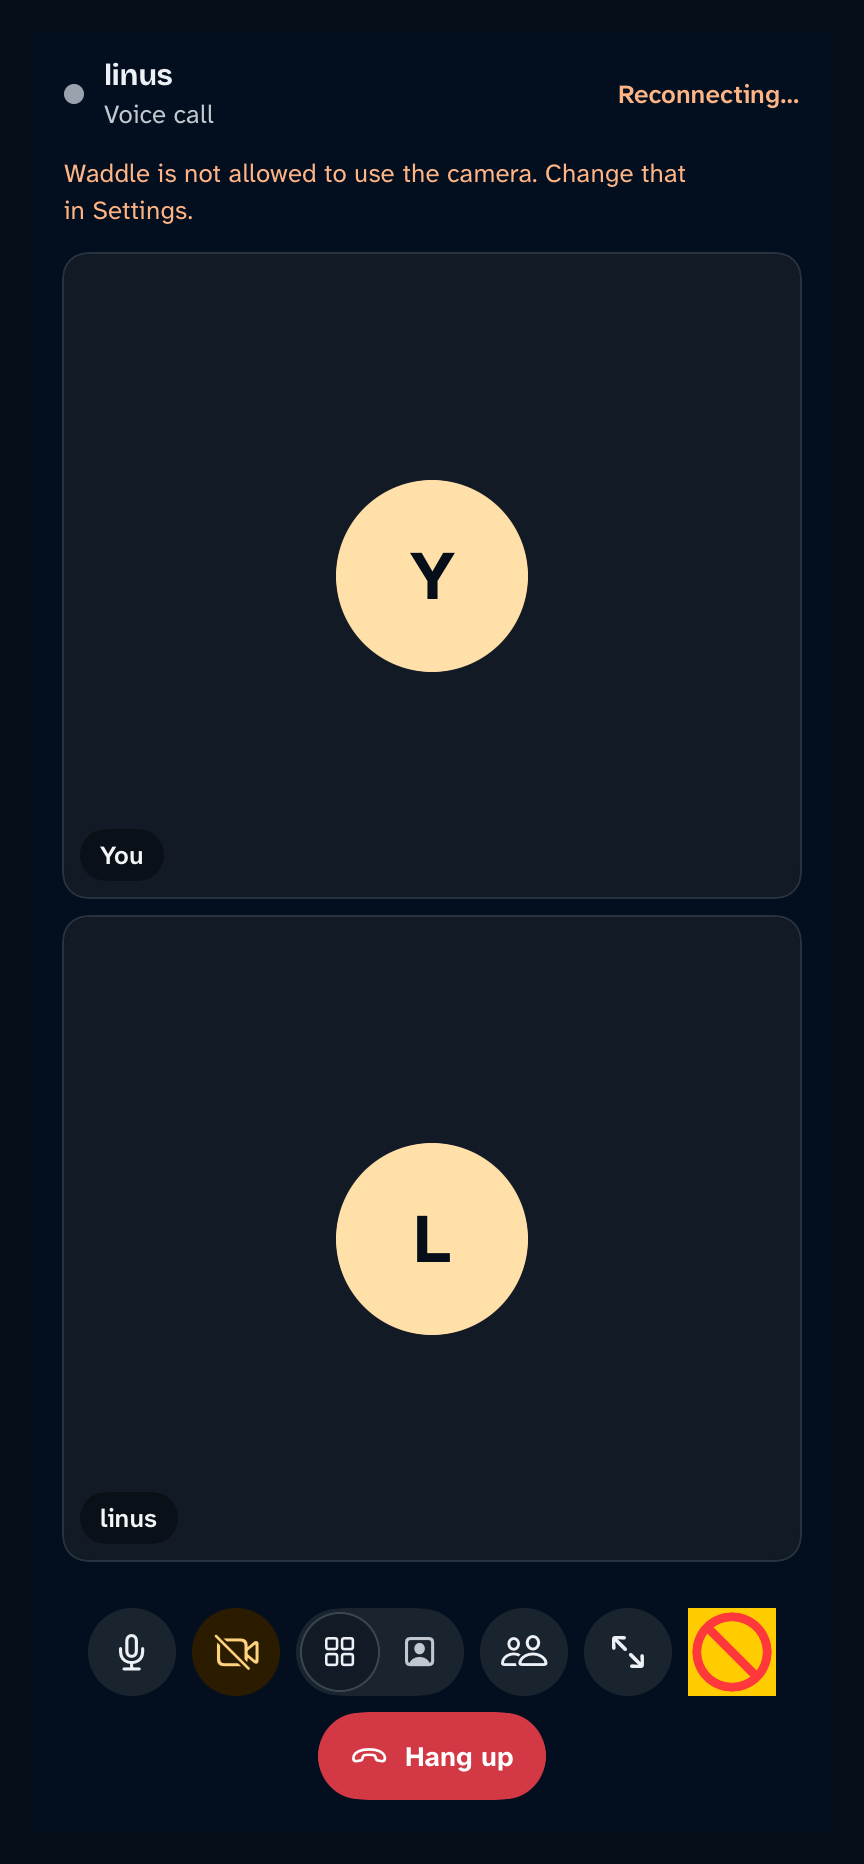 linus
Voice call
Reconnecting...
Waddle is not allowed to use the camera. Change that
in Settings.
Y
You
L
linus
Hang up